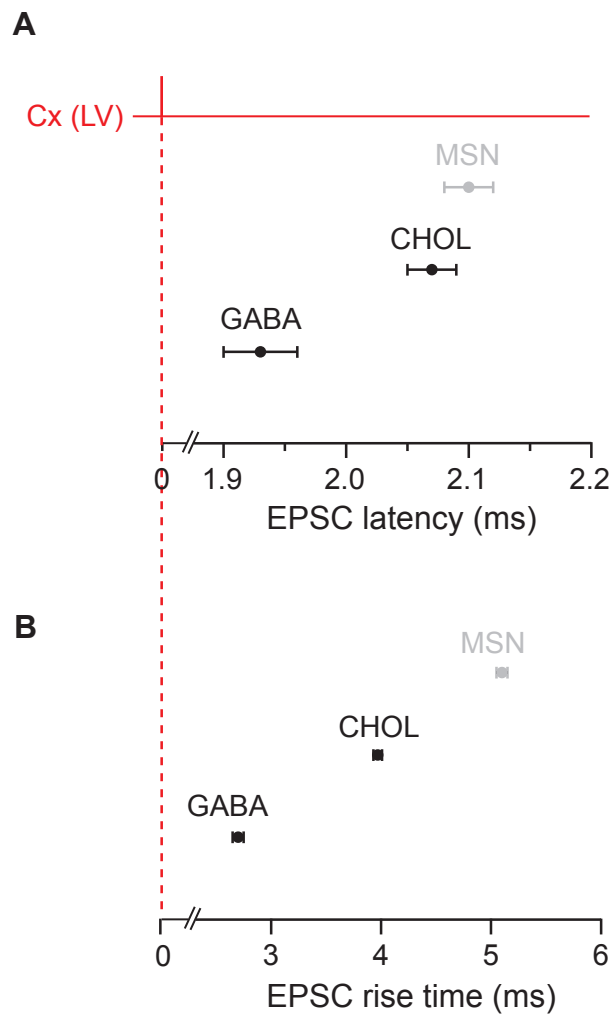 A
Cx (LV)
MSN
CHOL
GABA
0 1.9 2.0 2.1 2.2
EPSC latency (ms)
B
MSN
CHOL
GABA
0 3 4 5 6
EPSC rise time (ms)